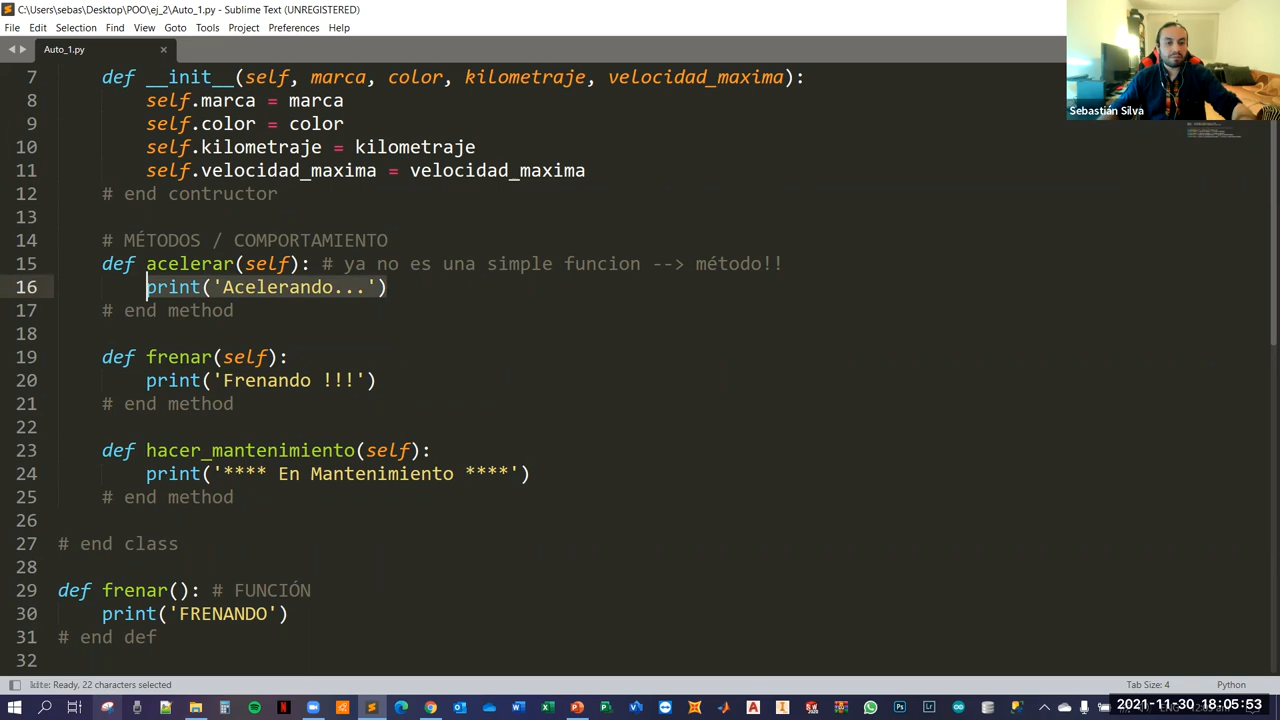 C:\Users\sebas\Desktop\POO\ej_2\Auto_1.py - Sublime Text (UNREGISTERED)
File Edit Selection Find View Goto Tools Project Preferences Help
Auto_1.py
7 def __init__(self, marca, color, kilometraje, velocidad_maxima):
8 self.marca = marca
9 self.color = color
10 self.kilometraje = kilometraje
11 self.velocidad_maxima = velocidad_maxima
12 # end contructor
13
14 # MÉTODOS / COMPORTAMIENTO
15 def acelerar(self): # ya no es una simple funcion --> método!!
16 print('Acelerando...')
17 # end method
18
19 def frenar(self):
20 print('Frenando !!!')
21 # end method
22
23 def hacer_mantenimiento(self):
24 print('**** En Mantenimiento ****')
25 # end method
26
27 # end class
28
29 def frenar(): # FUNCIÓN
30 print('FRENANDO')
31 # end def
32
Sebastián Silva
kite: Ready, 22 characters selected
Tab Size: 4
Python
2021-11-30 18:05:53